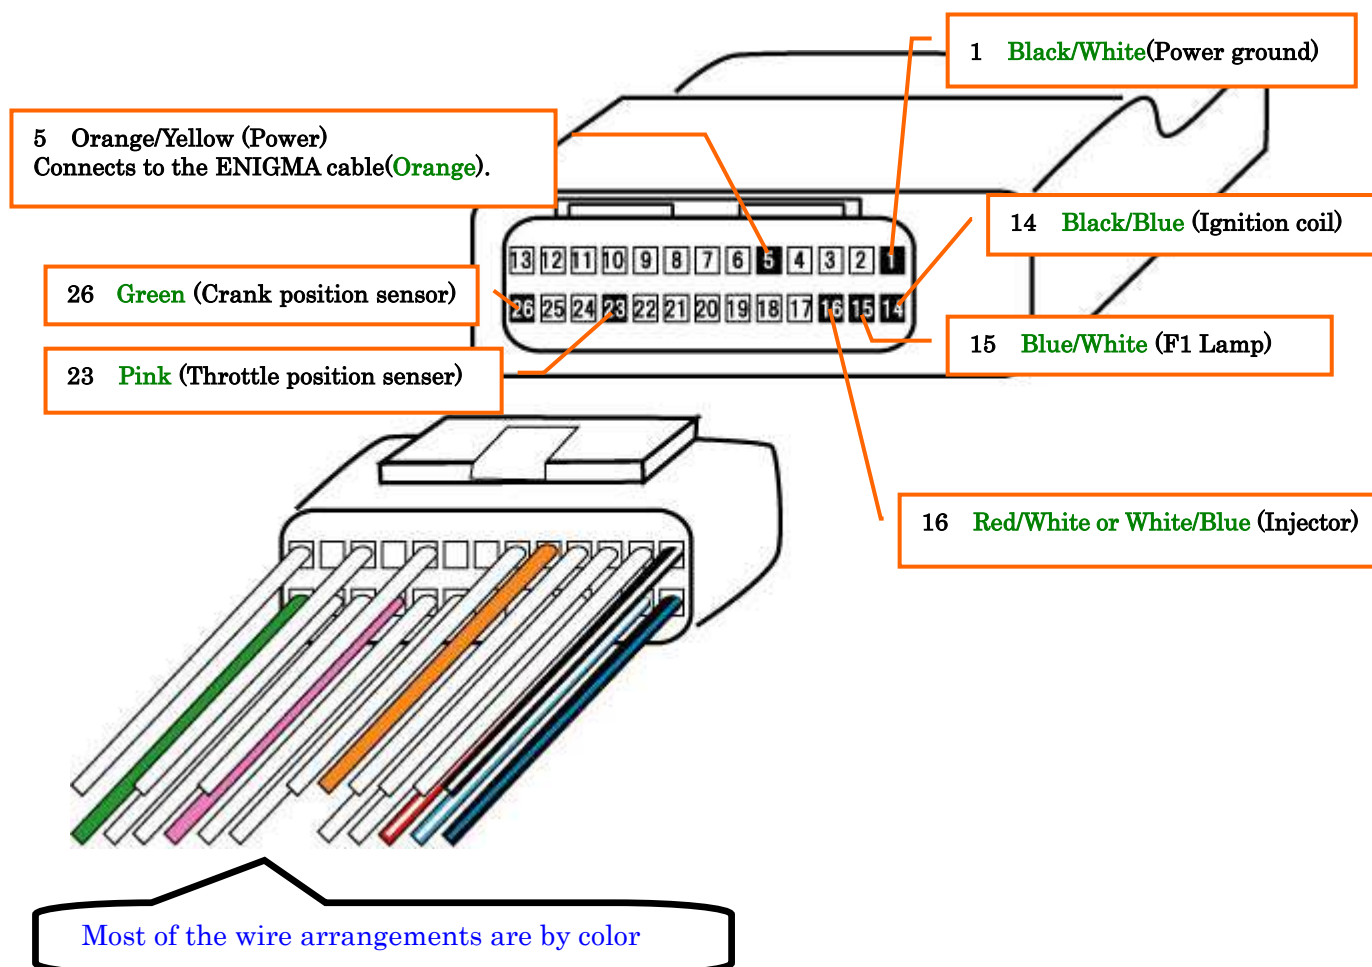 1 Black/White(Power ground)
5 Orange/Yellow (Power)
Connects to the ENIGMA cable(Orange).
14 Black/Blue (Ignition coil)
13 12 11 10 9 8 7 6 5 4 3 2 1
26 Green (Crank position sensor)
26 25 24 23 22 21 20 19 18 17 16 15 14
15 Blue/White (F1 Lamp)
23 Pink (Throttle position senser)
16 Red/White or White/Blue (Injector)
Most of the wire arrangements are by color